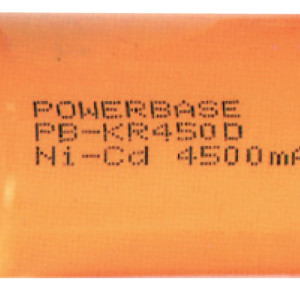 POWERBASE
PB-KR450D
Ni-Cd 4500mA